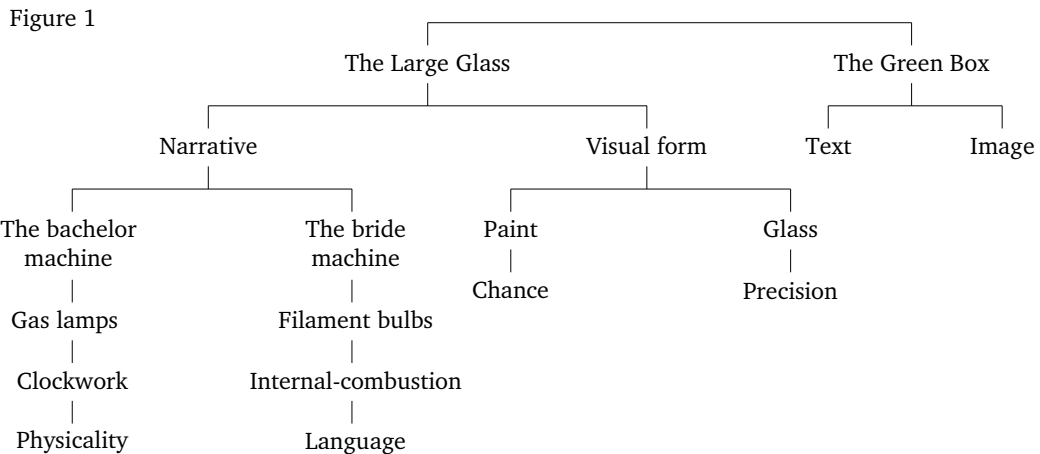 Figure 1
The Large Glass
The Green Box
Narrative
Visual form
Text
Image
The bachelor
machine
The bride
machine
Paint
Glass
Chance
Precision
Gas lamps
Filament bulbs
Clockwork
Internal-combustion
Physicality
Language